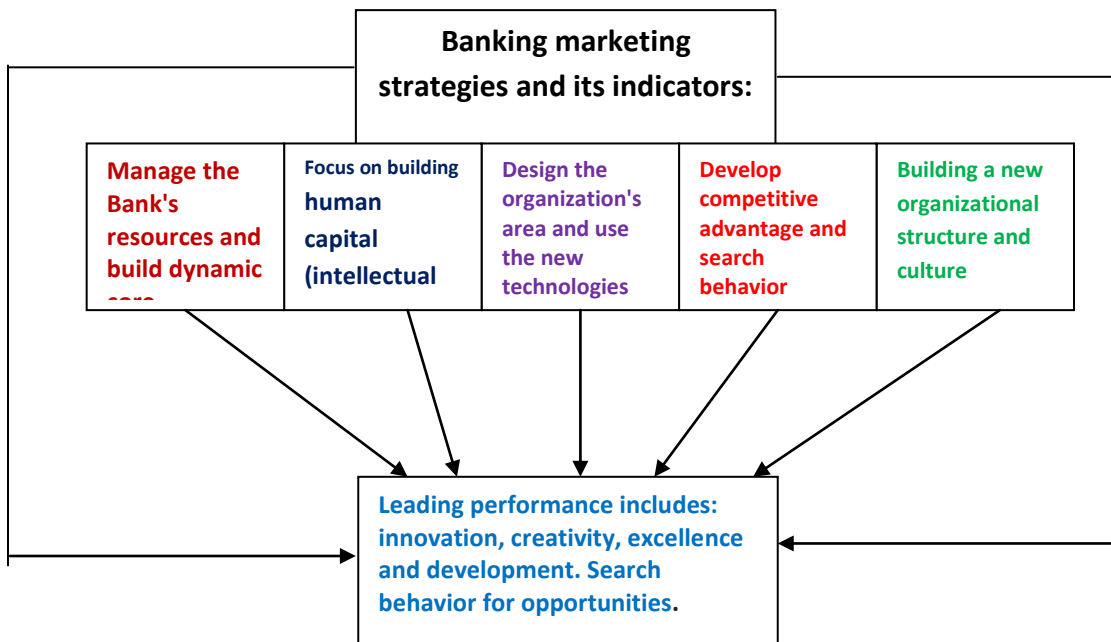 Banking marketing
strategies and its indicators:
Manage the
Bank's
resources and
build dynamic
Focus on building
human
capital
(intellectual
Design the
organization's
area and use
the new
technologies
Develop
competitive
advantage and
search
behavior
Building a new
organizational
structure and
culture
Leading performance includes:
innovation, creativity, excellence
and development. Search
behavior for opportunities.